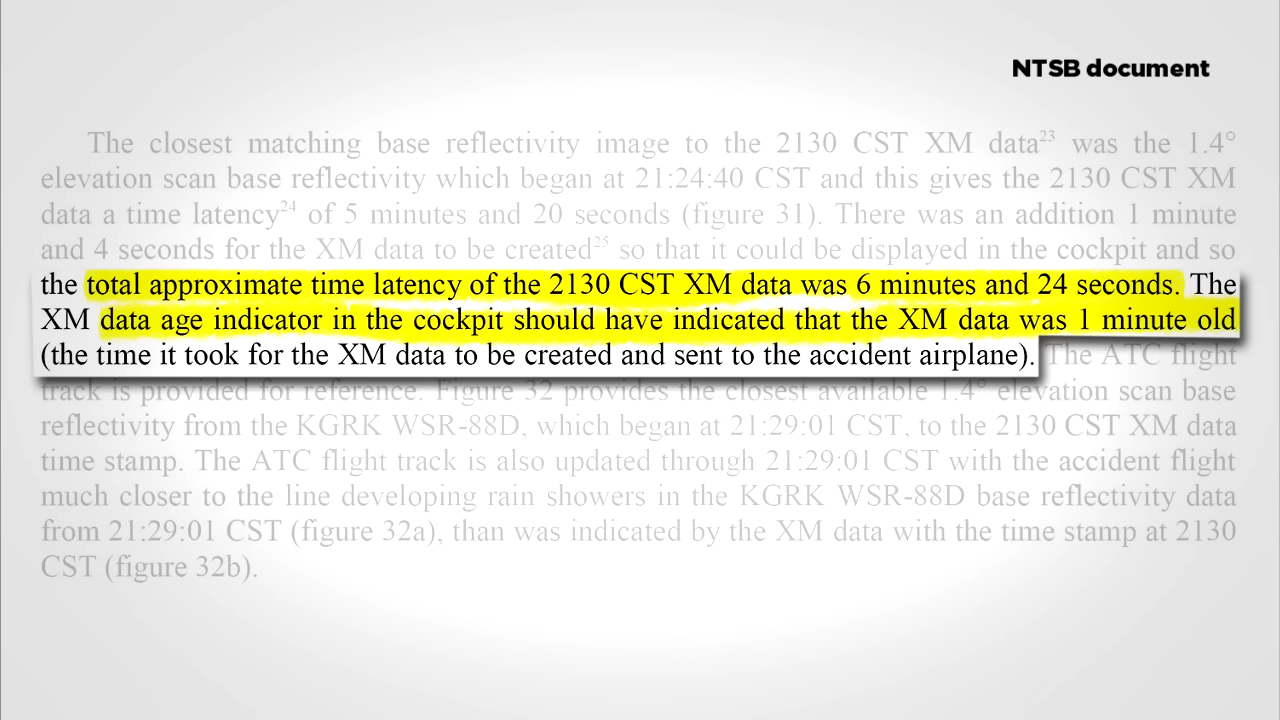 NTSB document
The closest matching base reflectivity image to the 2130 CST XM data23 was the 1.4°
elevation scan base reflectivity which began at 21:24:40 CST and this gives the 2130 CST XM
data a time latency24 of 5 minutes and 20 seconds (figure 31). There was an addition 1 minute
and 4 seconds for the XM data to be created25 so that it could be displayed in the cockpit and so
the total approximate time latency of the 2130 CST XM data was 6 minutes and 24 seconds. The
XM data age indicator in the cockpit should have indicated that the XM data was 1 minute old
(the time it took for the XM data to be created and sent to the accident airplane). The ATC flight
track is provided for reference. Figure 32 provides the closest available 1.4° elevation scan base
reflectivity from the KGRK WSR-88D, which began at 21:29:01 CST, to the 2130 CST XM data
time stamp. The ATC flight track is also updated through 21:29:01 CST with the accident flight
much closer to the line developing rain showers in the KGRK WSR-88D base reflectivity data
from 21:29:01 CST (figure 32a), than was indicated by the XM data with the time stamp at 2130
CST (figure 32b).